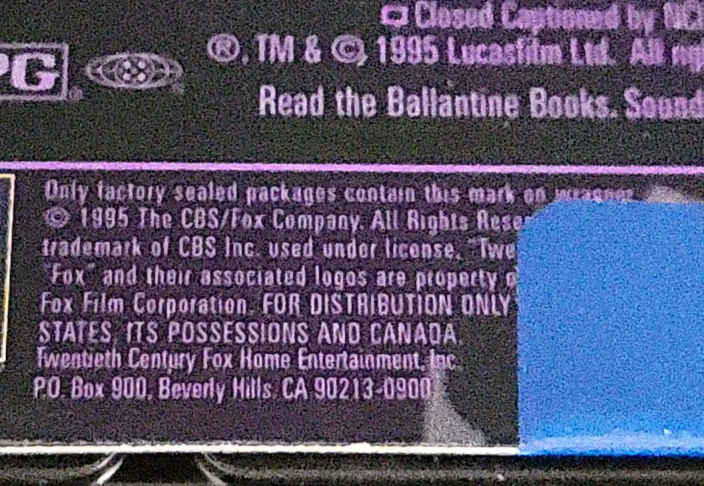 Closed Captioned by NC
PG ®, TM & ©, 1995 Lucasfilm Ltd. All rig
Read the Ballantine Books. Sound
Only factory sealed packages contain this mark on wrapper
© 1995 The CBS/Fox Company. All Rights Rese
trademark of CBS Inc. used under license. "Twe
"Fox" and their associated logos are property o
Fox Film Corporation. FOR DISTRIBUTION ONLY
STATES, ITS POSSESSIONS AND CANADA.
Twentieth Century Fox Home Entertainment, Inc.
P.O. Box 900, Beverly Hills, CA 90213-0900